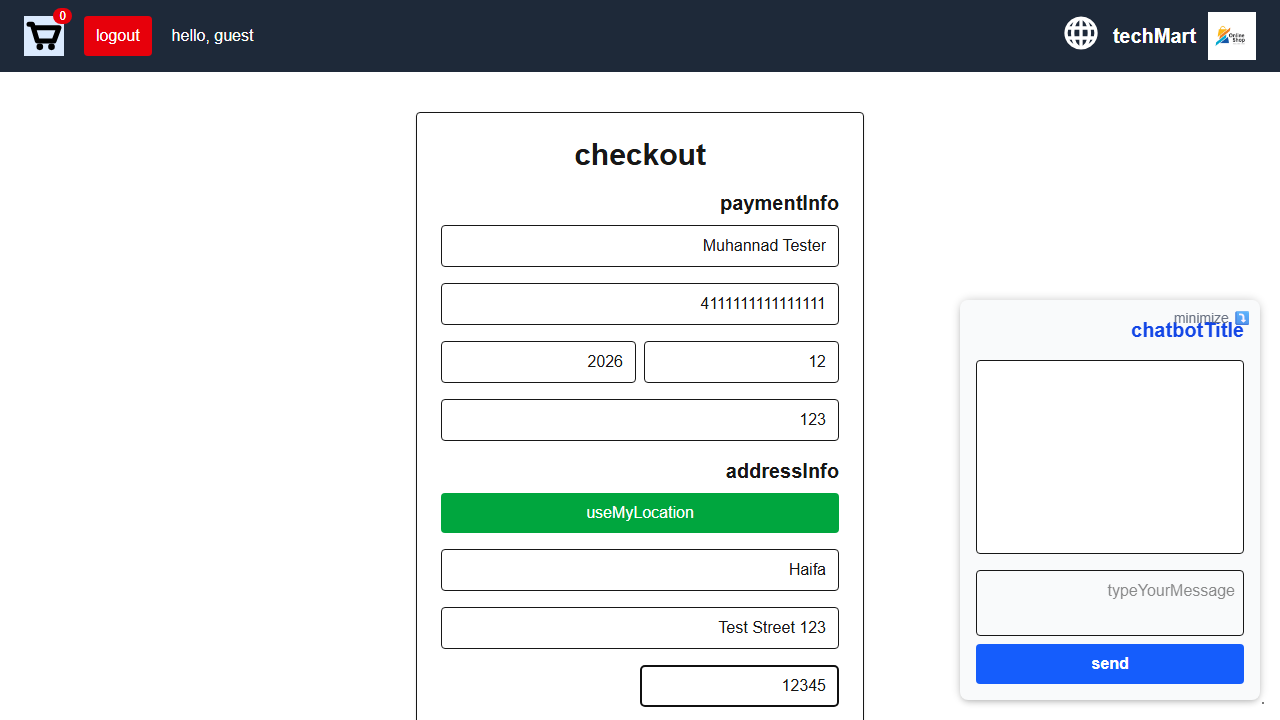 0
logout
hello, guest
techMart
Online
Shop
checkout
paymentInfo
Muhannad Tester
4111111111111111
2026
12
123
addressInfo
useMyLocation
Haifa
Test Street 123
12345
minimize ⤵️
chatbotTitle
typeYourMessage
send
.